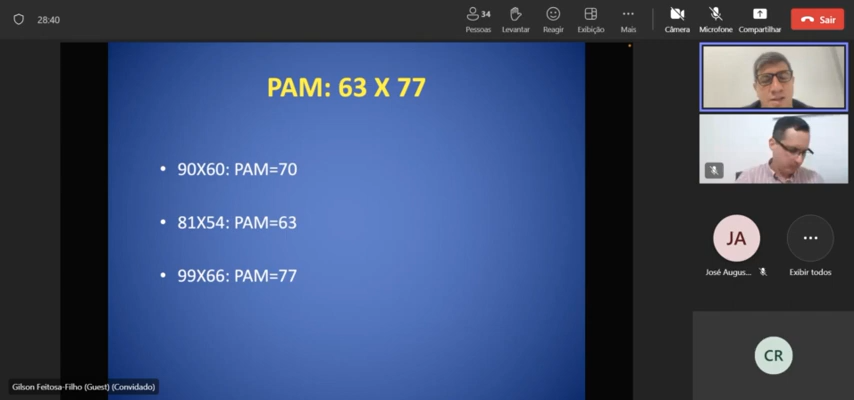 28:40
34
Pessoas
Levantar
Reagir
Exibição
Mais
Câmera
Microfone
Compartilhar
Sair
PAM: 63 X 77
• 90X60: PAM=70
• 81X54: PAM=63
• 99X66: PAM=77
JA
José Augus...
Exibir todos
CR
Gilson Feitosa-Filho (Guest) (Convidado)